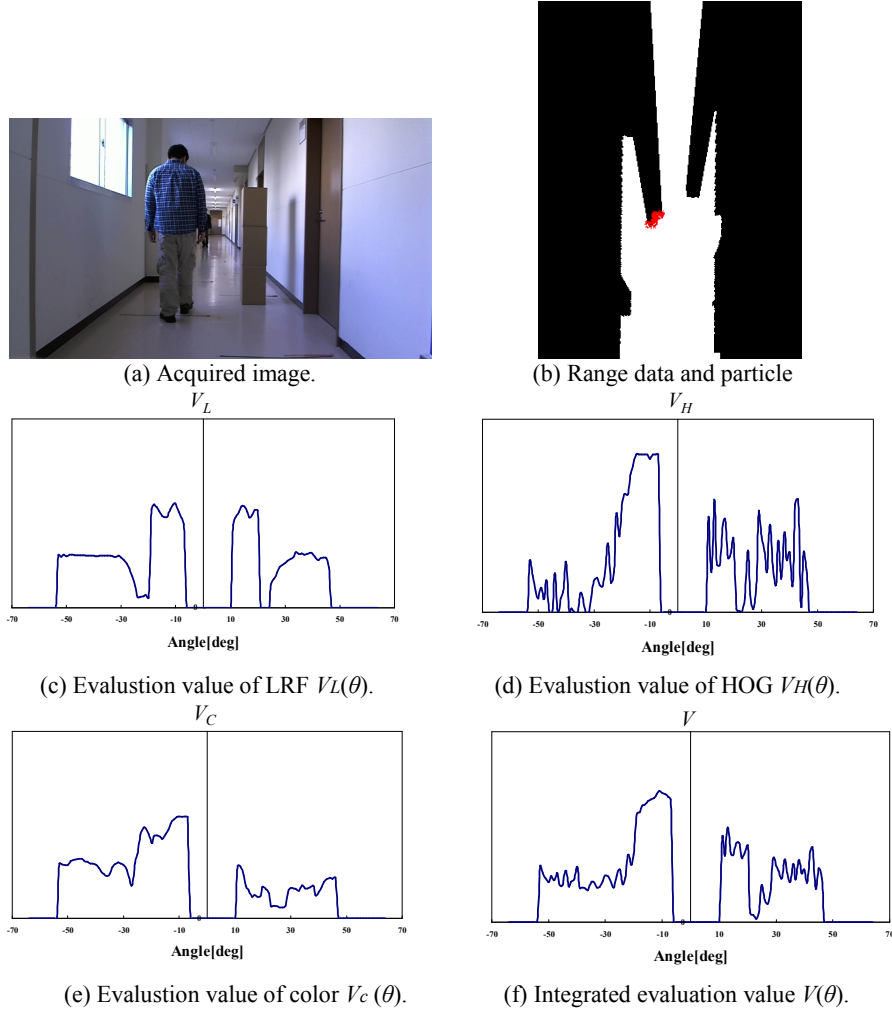 (a) Acquired image.
(b) Range data and particle
V_L
-70 -50 -30 -10 0 10 30 50 70
Angle[deg]
(c) Evalustion value of LRF V_L(θ).
V_H
-70 -50 -30 -10 0 10 30 50 70
Angle[deg]
(d) Evalustion value of HOG V_H(θ).
V_C
-70 -50 -30 -10 0 10 30 50 70
Angle[deg]
(e) Evalustion value of color V_C (θ).
V
-70 -50 -30 -10 0 10 30 50 70
Angle[deg]
(f) Integrated evaluation value V(θ).